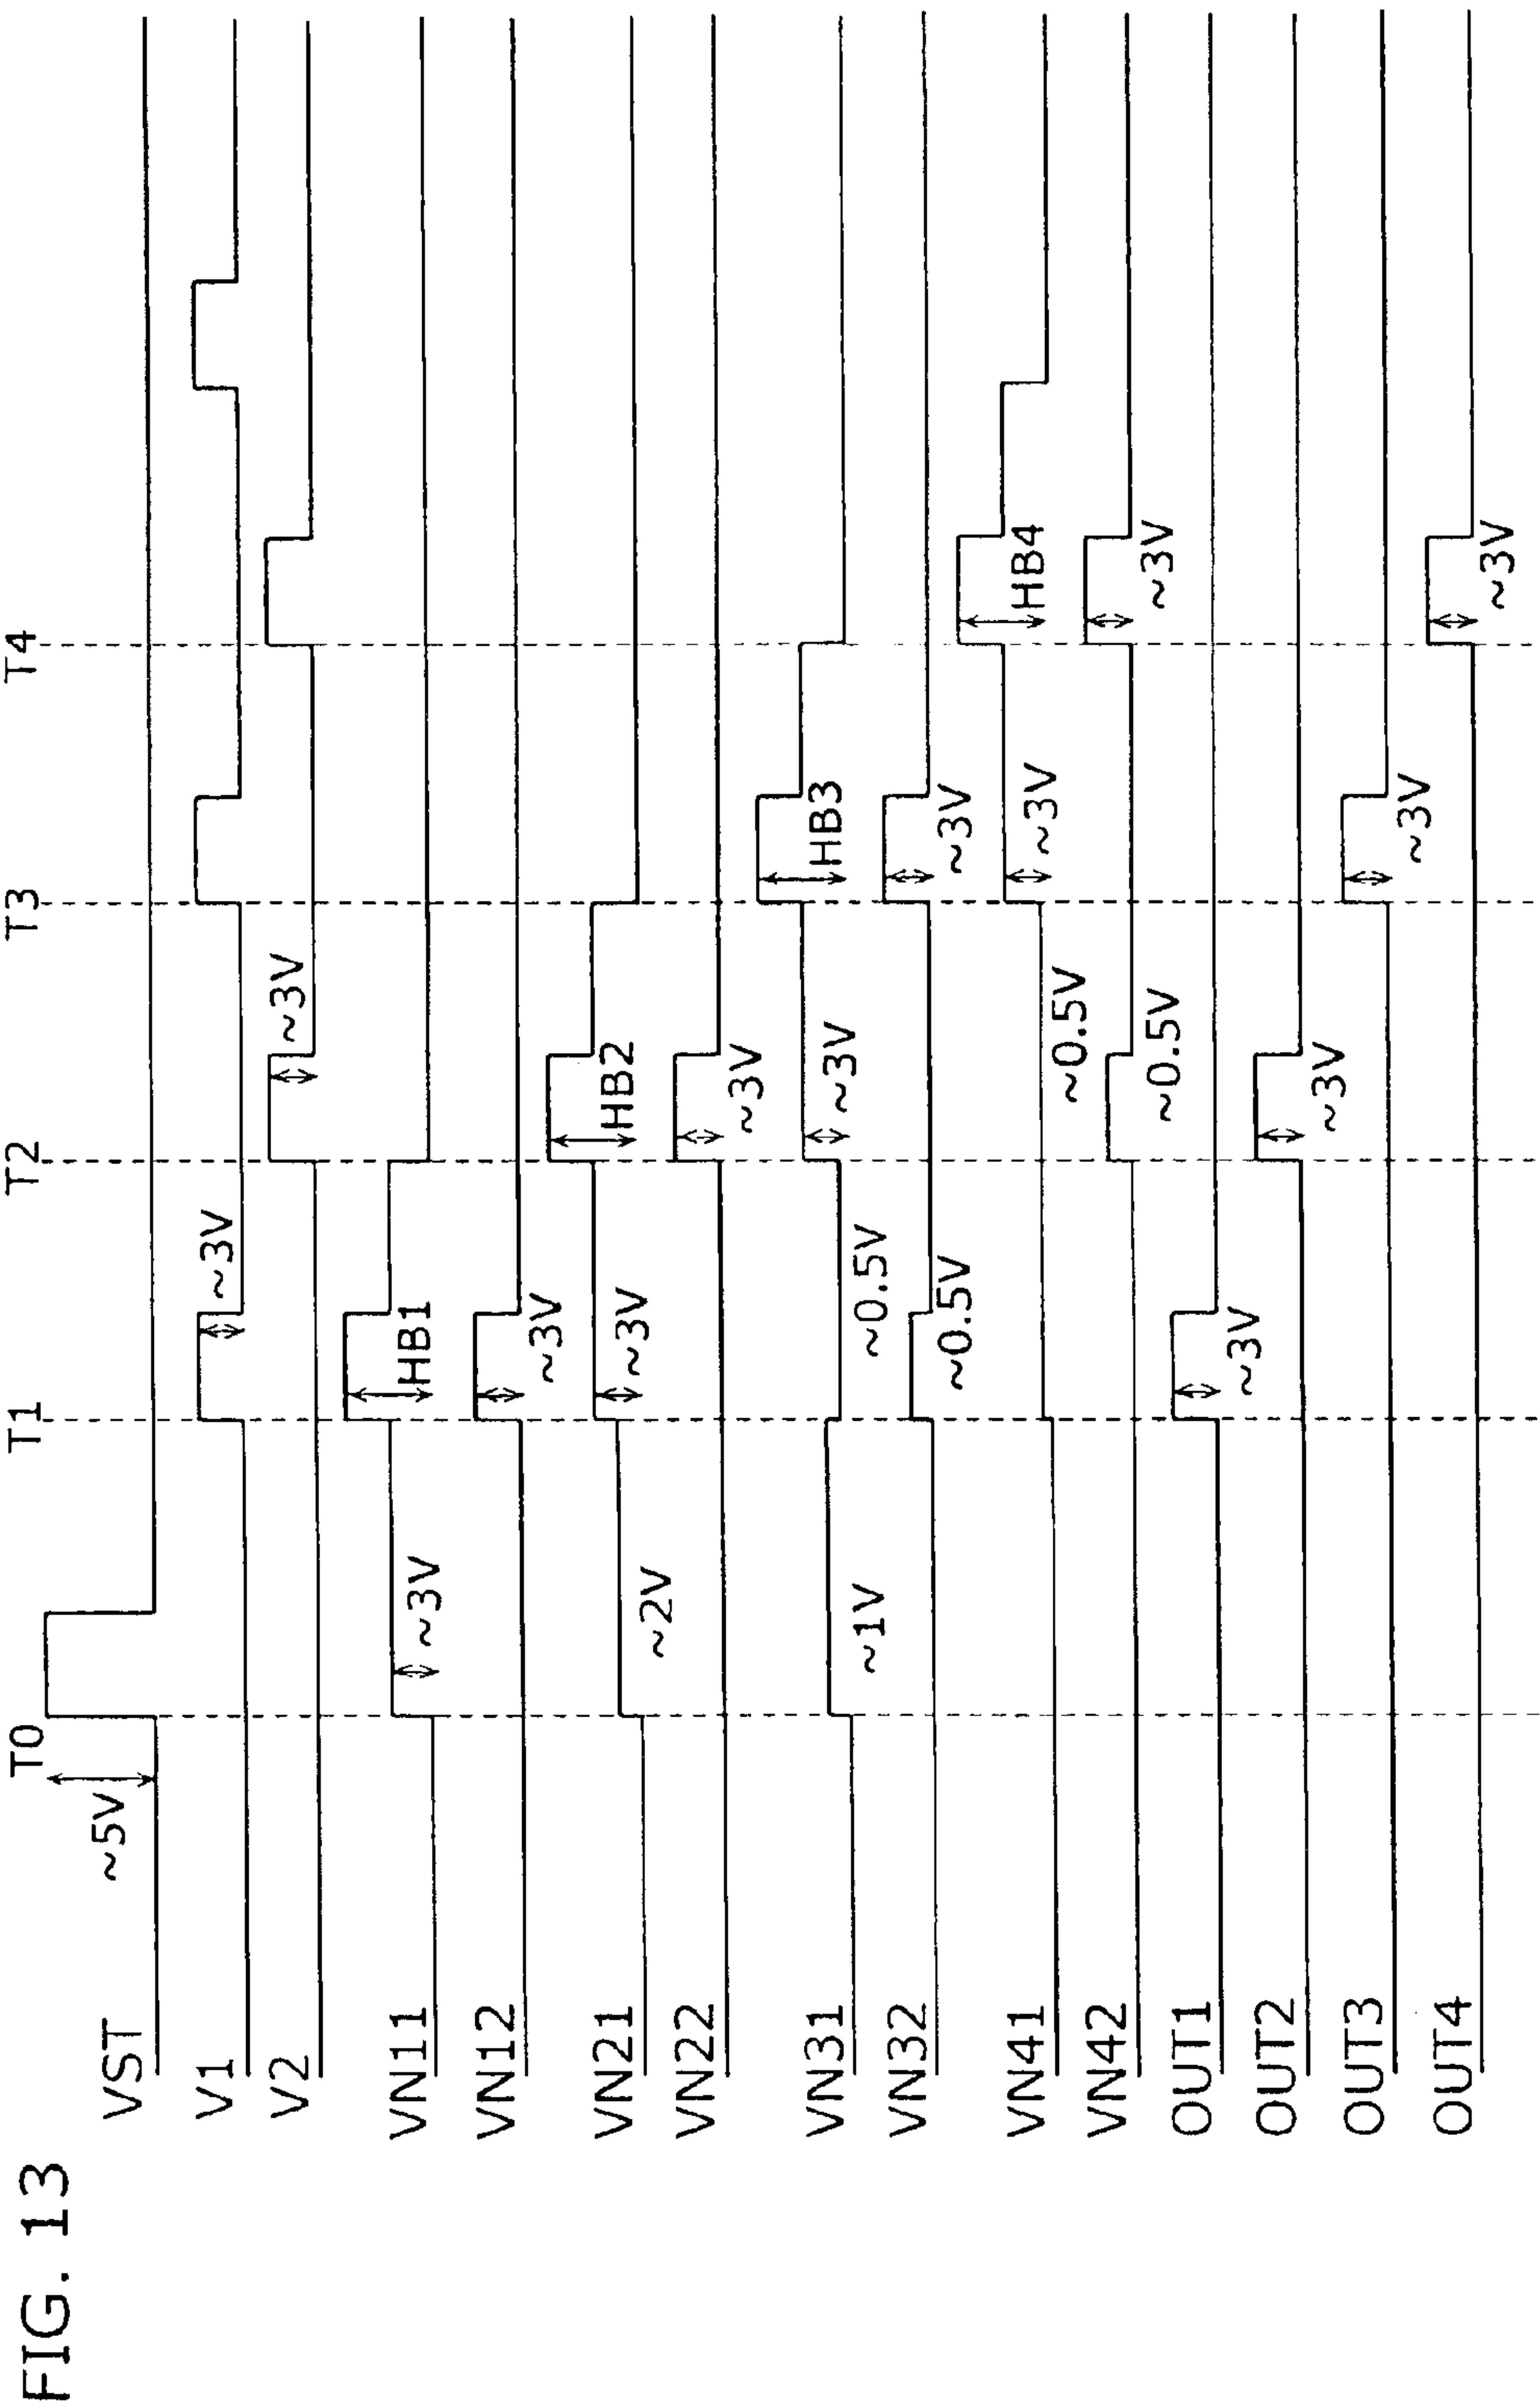 FIG. 13
T0 T1 T2 T3 T4
VST
~5V
V1
~3V
V2
~3V
VN11
~3V
HB1
VN12
~3V
VN21
~2V
~3V
HB2
VN22
~3V
VN31
~1V
~0.5V
~3V
HB3
VN32
~0.5V
~3V
VN41
~0.5V
~3V
HB4
VN42
~0.5V
~3V
OUT1
~3V
OUT2
~3V
OUT3
~3V
OUT4
~3V